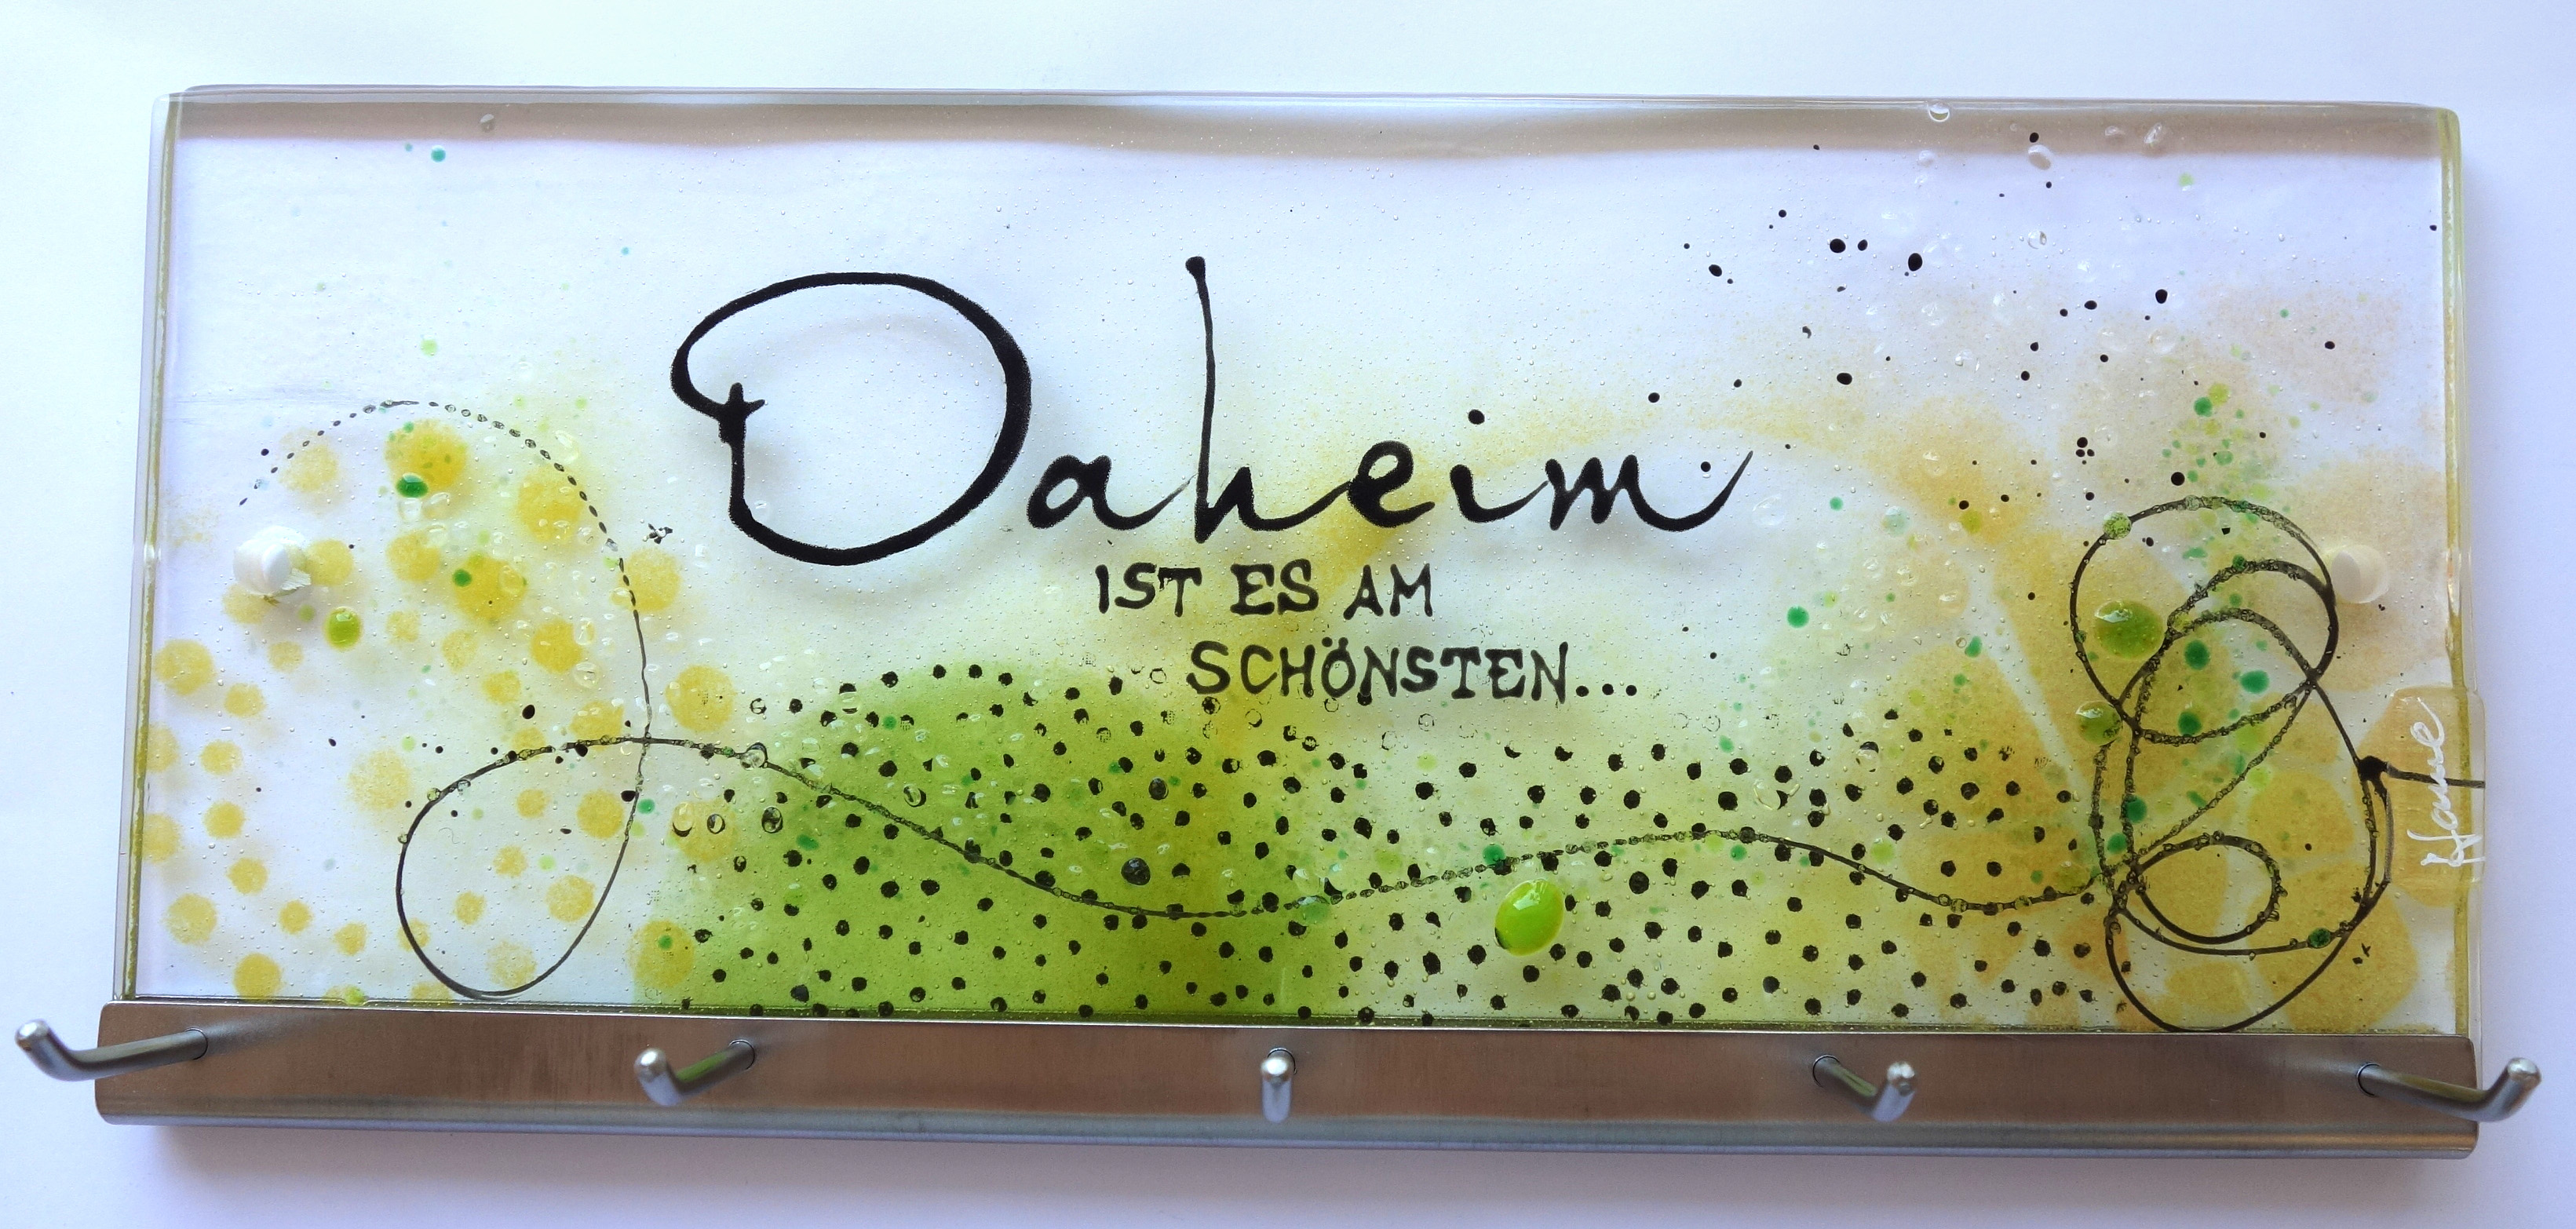 Daheim
IST ES AM
SCHÖNSTEN...